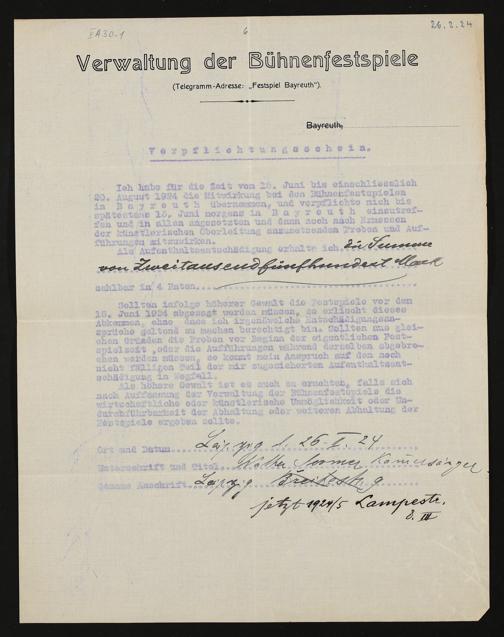 EA30-1
6
26.2.24
Verwaltung der Bühnenfestspiele
(Telegramm-Adresse: „Festspiel Bayreuth“).
Bayreuth,
Verpflichtungsschein.
Ich habe für die Zeit vom 15. Juni bis einschliesslich
20. August 1924 die Mitwirkung bei den Bühnenfestspielen
in Bayreuth übernommen, und verpflichte mich bis
spätestens 15. Juni morgens in Bayreuth einzutref-
fen und in allen angesetzten und dann noch nach Ermessen
der künstlerischen Oberleitung anzusetzenden Proben und Auf-
führungen mitzuwirken.
Als Aufenthaltsentschädigung erhalte ich die Summe
von Zweitausendfünfhundert Mark
zahlbar in 4 Raten.
Sollten infolge höherer Gewalt die Festspiele vor dem
15. Juni 1924 abgesagt werden müssen, so erlischt dieses
Abkommen, ohne dass ich irgendwelche Entschädigungsan-
sprüche geltend zu machen berechtigt bin. Sollten aus glei-
chen Gründen die Proben vor Beginn der eigentlichen Fest-
spielzeit, oder die Aufführungen während derselben abgebro-
chen werden müssen, so kommt mein Anspruch auf den noch
nicht fälligen Teil der mir zugesicherten Aufenthaltsent-
schädigung in Wegfall.
Als höhere Gewalt ist es auch zu erachten, falls sich
nach Auffassung der Verwaltung der Bühnenfestspiele die
wirtschaftliche oder künstlerische Unmöglichkeit oder Un-
durchführbarkeit der Abhaltung oder weiteren Abhaltung der
Festspiele ergeben sollte.
Ort und Datum Leipzig d. 26-II. 24
Unterschrift und Titel Walter Soomer Kammersänger
Genaue Anschrift Leipzig Breitestr. 9
jetzt 1924/5 Lampestr.
8. III